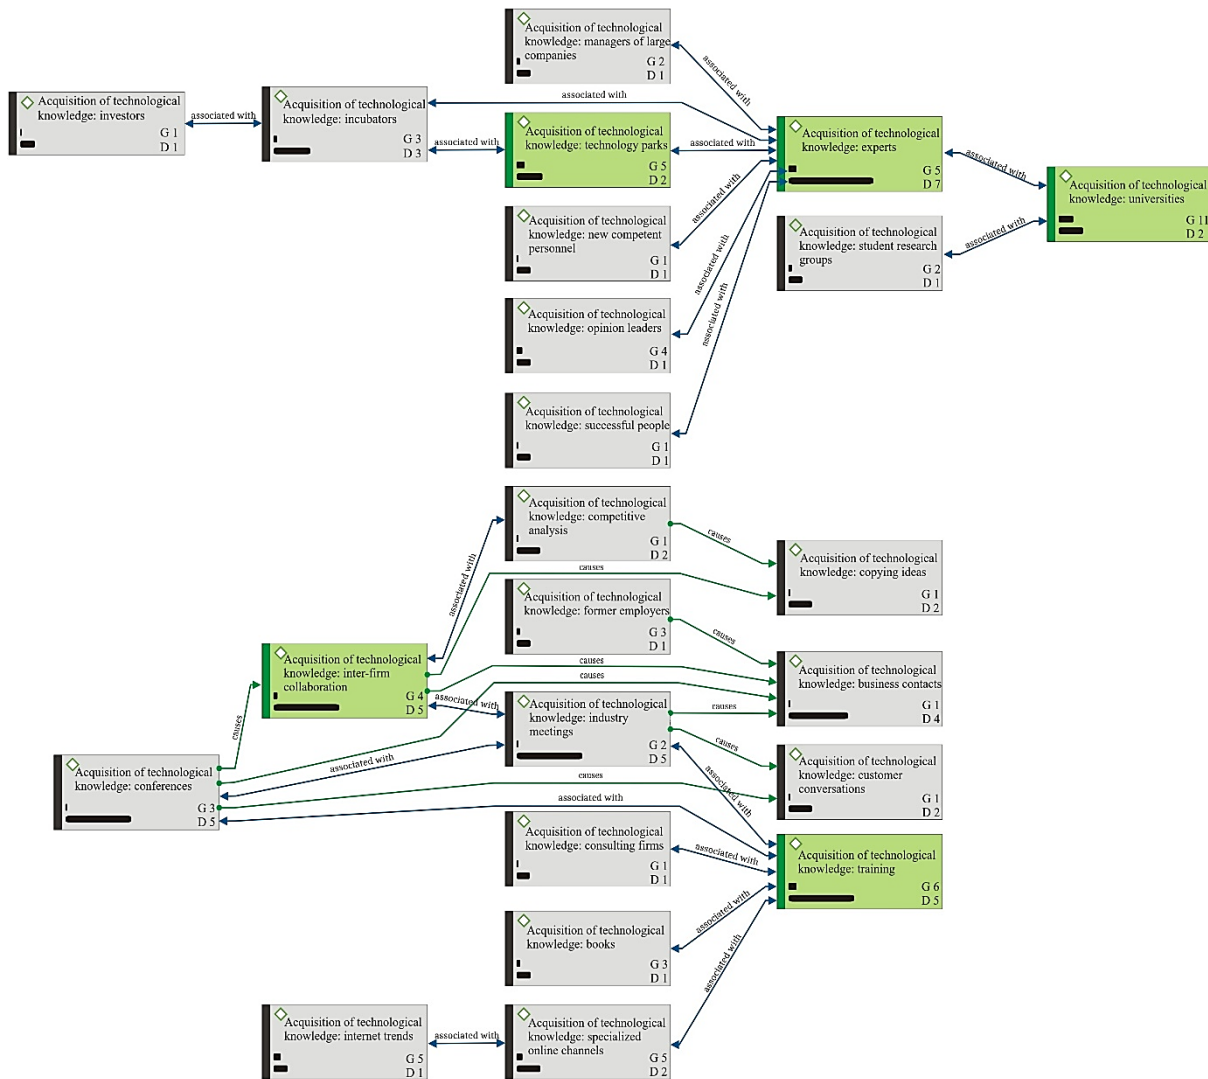 Acquisition of technological
knowledge: managers of large
companies
G 2
D 1
associated with
Acquisition of technological
knowledge: investors
G 1
D 1
associated with
Acquisition of technological
knowledge: incubators
G 3
D 3
associated with
associated with
Acquisition of technological
knowledge: technology parks
G 5
D 2
associated with
Acquisition of technological
knowledge: experts
G 5
D 7
associated with
Acquisition of technological
knowledge: universities
G 11
D 2
Acquisition of technological
knowledge: new competent
personnel
G 1
D 1
associated with
Acquisition of technological
knowledge: student research
groups
G 2
D 1
associated with
Acquisition of technological
knowledge: opinion leaders
G 4
D 1
associated with
Acquisition of technological
knowledge: successful people
G 1
D 1
associated with
Acquisition of technological
knowledge: competitive
analysis
G 1
D 2
causes
associated with
Acquisition of technological
knowledge: copying ideas
G 1
D 2
causes
Acquisition of technological
knowledge: former employers
G 3
D 1
causes
Acquisition of technological
knowledge: inter-firm
collaboration
G 4
D 5
causes
causes
Acquisition of technological
knowledge: business contacts
G 1
D 4
associated with
Acquisition of technological
knowledge: industry
meetings
G 2
D 5
causes
causes
causes
associated with
Acquisition of technological
knowledge: conferences
G 3
D 5
causes
Acquisition of technological
knowledge: customer
conversations
G 1
D 2
associated with
associated with
Acquisition of technological
knowledge: consulting firms
G 1
D 1
associated with
Acquisition of technological
knowledge: training
G 6
D 5
Acquisition of technological
knowledge: books
G 3
D 1
associated with
Acquisition of technological
knowledge: internet trends
G 5
D 1
associated with
Acquisition of technological
knowledge: specialized
online channels
G 5
D 2
associated with